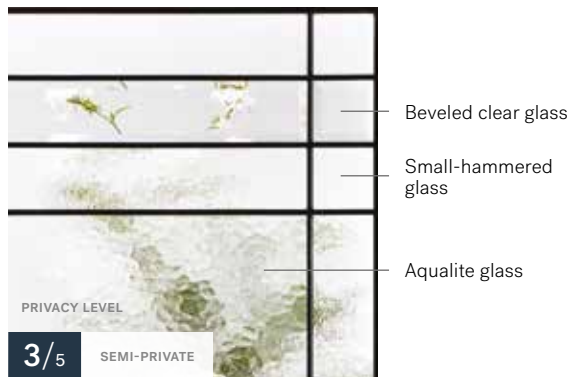 Beveled clear glass
Small-hammered
glass
Aqualite glass
PRIVACY LEVEL
3/5
SEMI-PRIVATE